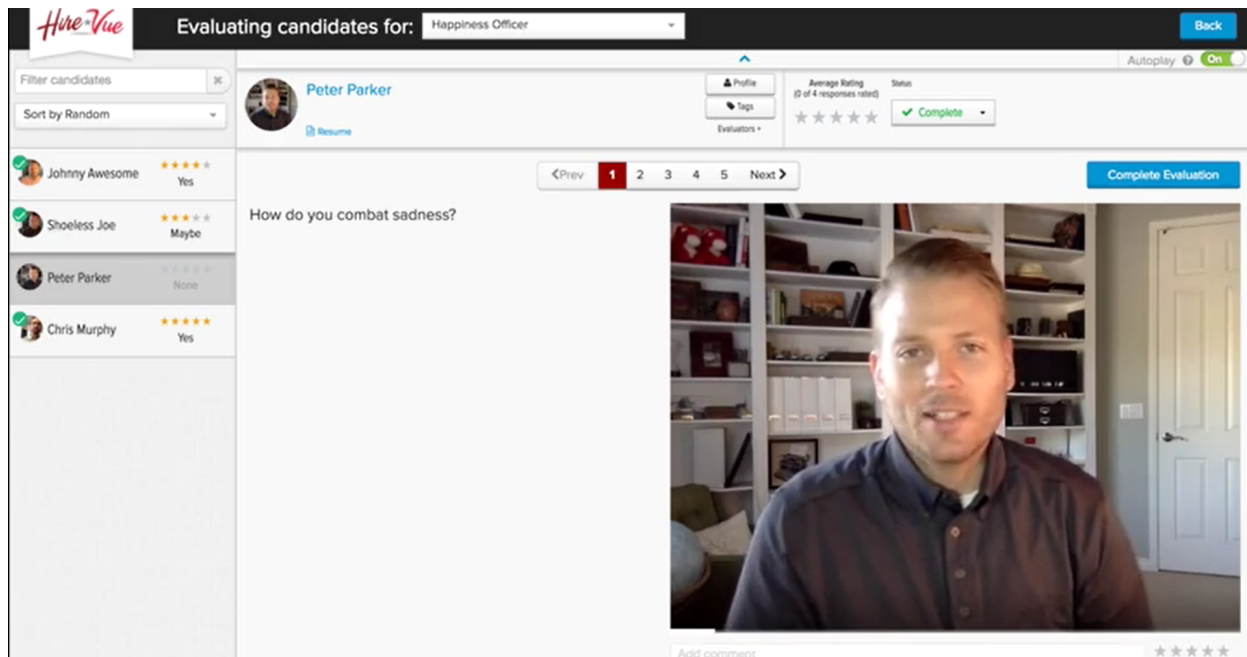 Hire Vue
Evaluating candidates for: Happiness Officer
Back
Autoplay On
Filter candidates
Sort by Random
Johnny Awesome
Yes
Shoeless Joe
Maybe
Peter Parker
None
Chris Murphy
Yes
Peter Parker
Resume
Profile
Tags
Evaluators
Average Rating
(0 of 4 responses rated)
Status
Complete
Prev 1 2 3 4 5 Next
Complete Evaluation
How do you combat sadness?
Add comment